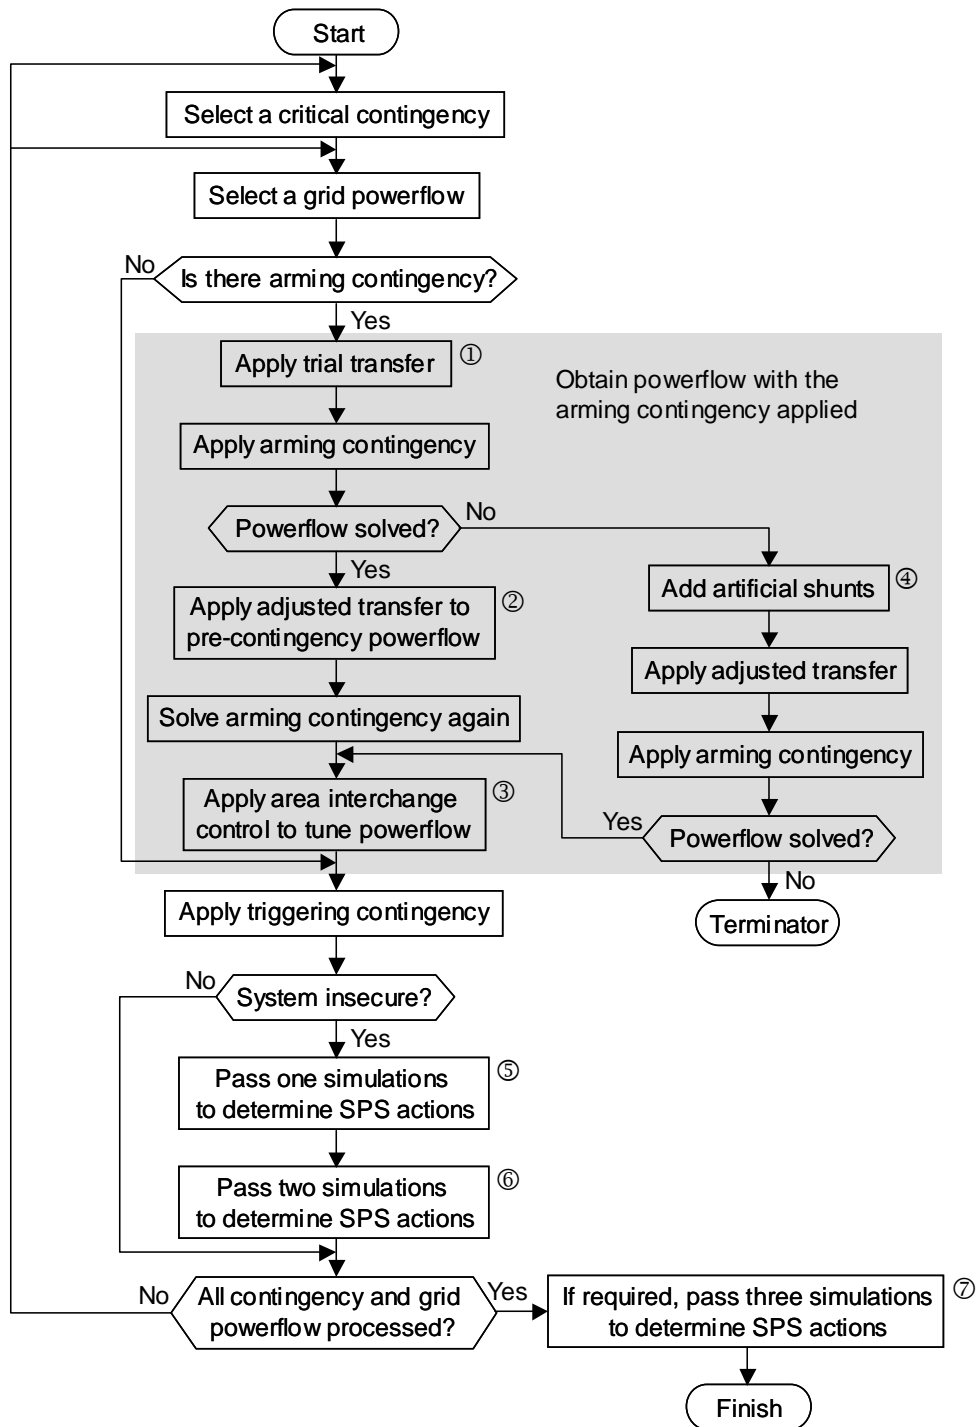 Start
Select a critical contingency
Select a grid powerflow
No
Is there arming contingency?
Yes
Apply trial transfer
①
Obtain powerflow with the
arming contingency applied
Apply arming contingency
Powerflow solved?
No
Yes
Add artificial shunts
④
Apply adjusted transfer to
pre-contingency powerflow
②
Apply adjusted transfer
Solve arming contingency again
Apply arming contingency
Apply area interchange
control to tune powerflow
③
Yes
Powerflow solved?
No
Apply triggering contingency
Terminator
No
System insecure?
Yes
Pass one simulations
to determine SPS actions
⑤
Pass two simulations
to determine SPS actions
⑥
No
All contingency and grid
powerflow processed?
Yes
If required, pass three simulations
to determine SPS actions
⑦
Finish